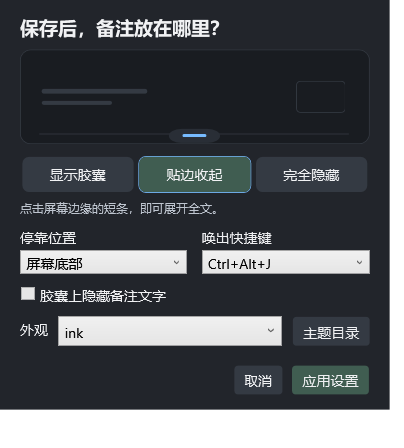 保存后，备注放在哪里？
显示胶囊 贴边收起 完全隐藏
点击屏幕边缘的短条，即可展开全文。
停靠位置 唤出快捷键
屏幕底部 Ctrl+Alt+J
胶囊上隐藏备注文字
外观 ink 主题目录
取消 应用设置